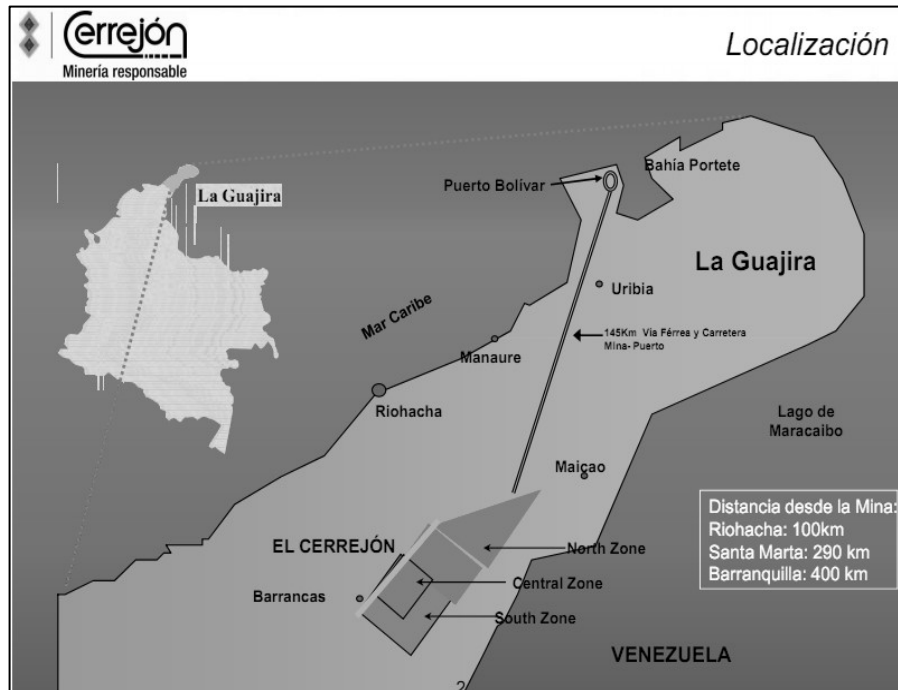 Cerrejón
Minería responsable
Localización
La Guajira
Puerto Bolívar
Bahía Portete
La Guajira
Uribia
Mar Caribe
145Km Vía Férrea y Carretera
Mina- Puerto
Manaure
Riohacha
Lago de
Maracaibo
Maiçao
Distancia desde la Mina:
Riohacha: 100km
Santa Marta: 290 km
Barranquilla: 400 km
EL CERREJÓN
North Zone
Central Zone
Barrancas
South Zone
VENEZUELA
2